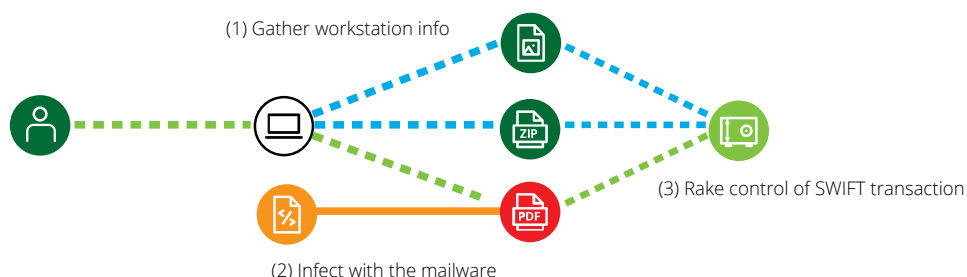 (1) Gather workstation info
ZIP
(3) Rake control of SWIFT transaction
PDF
(2) Infect with the mailware